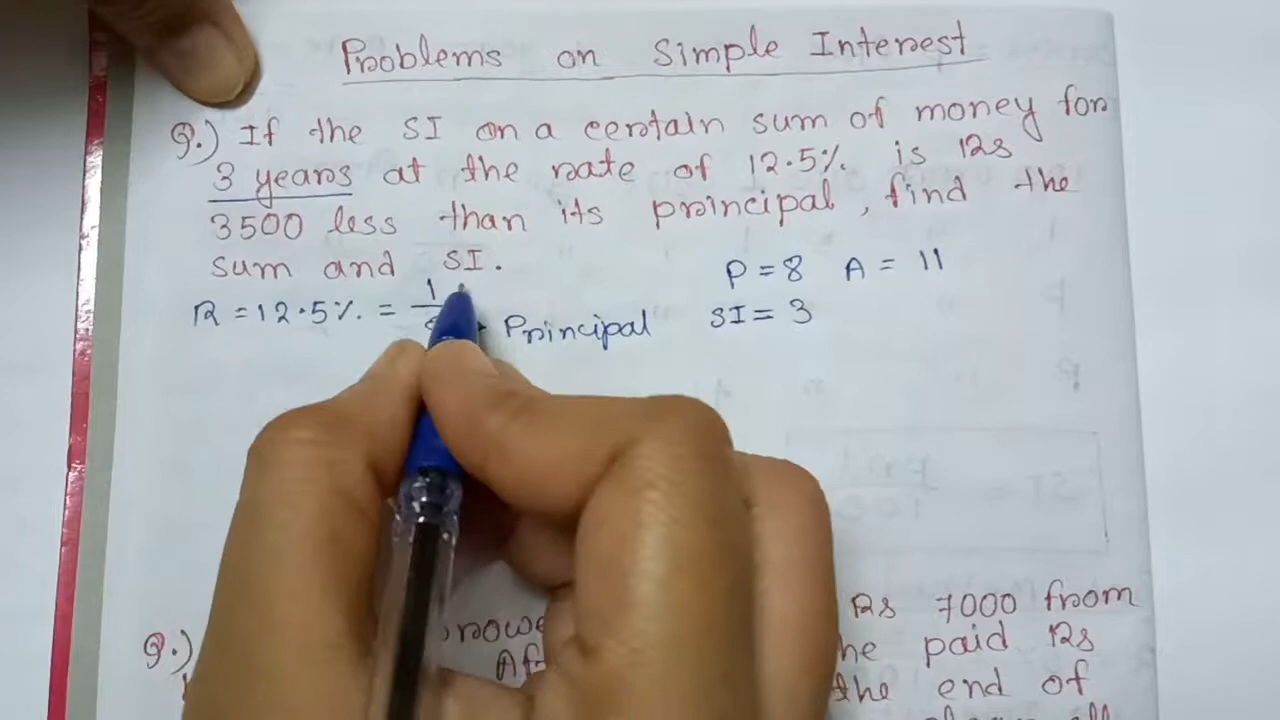 Problems on Simple Interest
Q.) If the SI on a certain sum of money for
3 years at the rate of 12.5% is Rs
3500 less than its principal, find the
sum and SI.
P = 8 A = 11
R = 12.5% = 1
Principal SI = 3
Q.) Rs 7000 from
he paid Rs
the end of